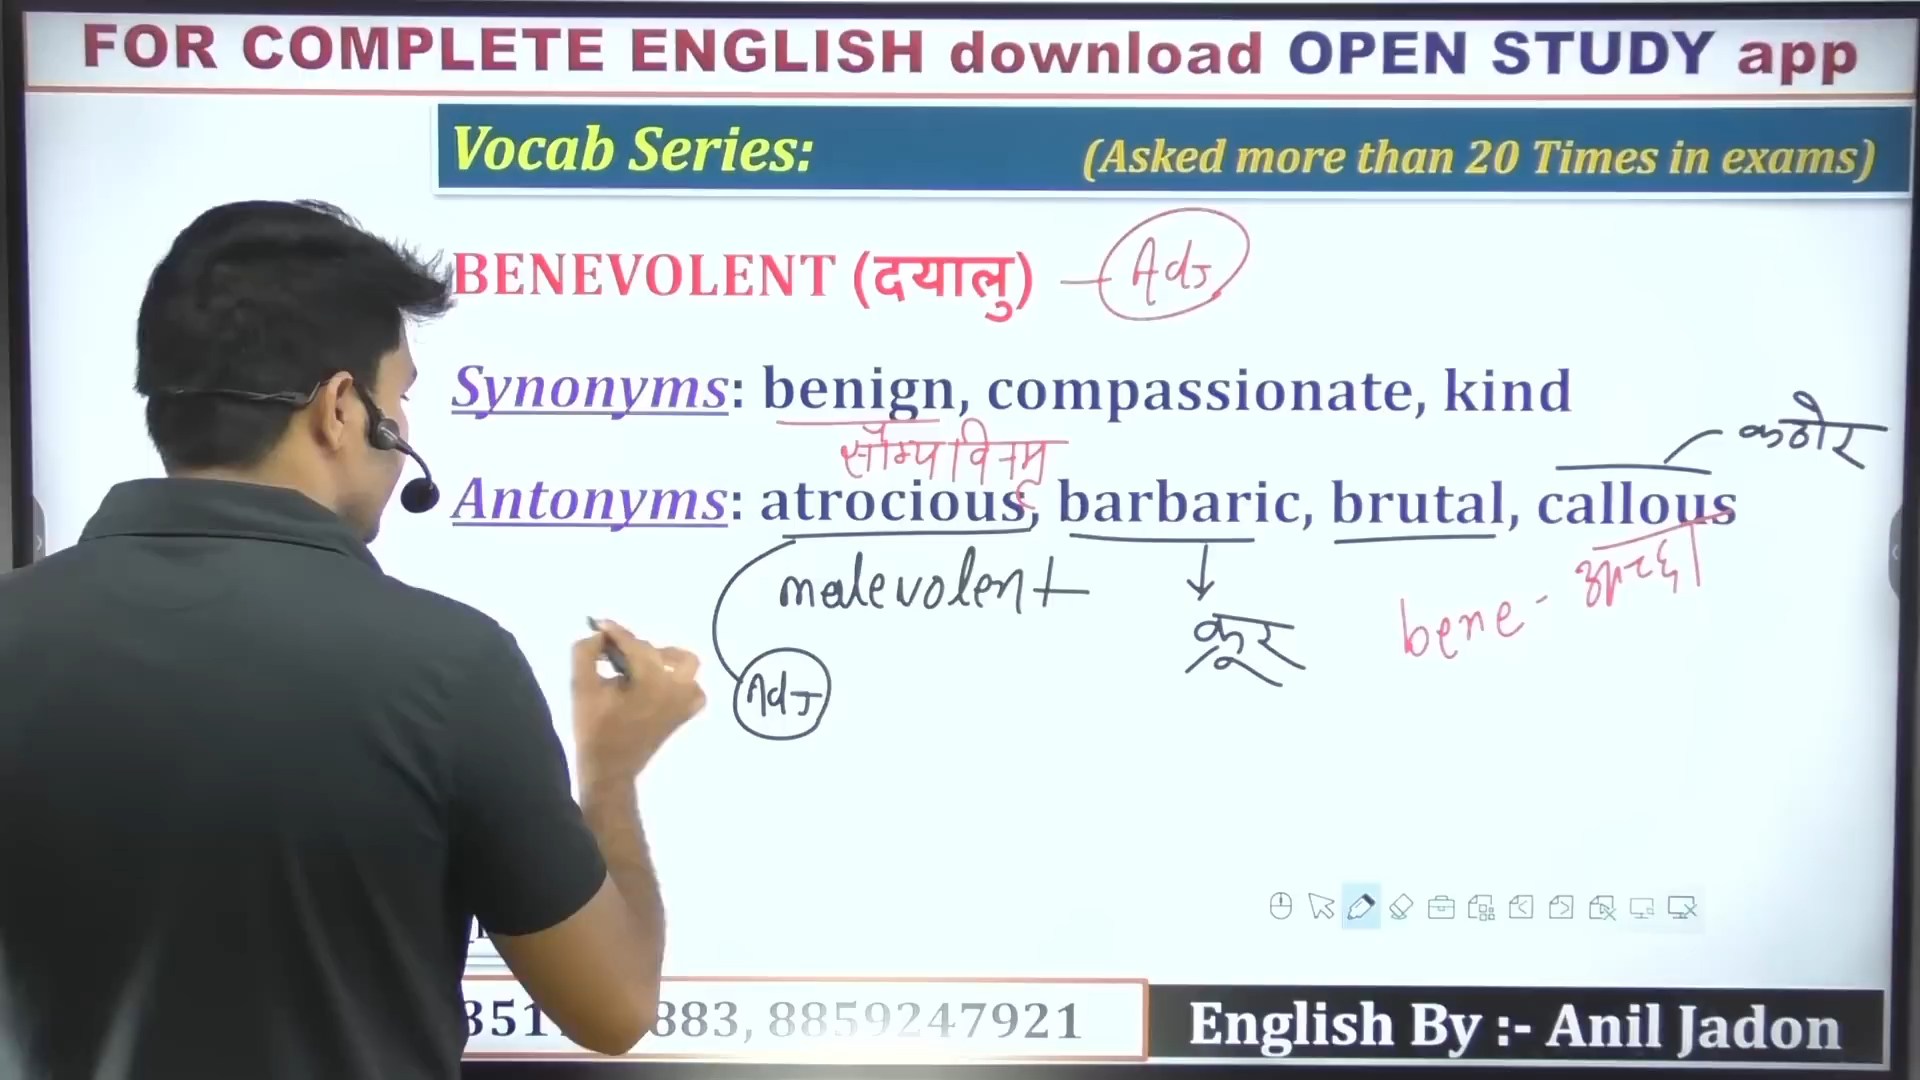 FOR COMPLETE ENGLISH download OPEN STUDY app
Vocab Series: (Asked more than 20 Times in exams)
BENEVOLENT (दयालु) — Adj
Synonyms: benign, compassionate, kind
सौम्य विनम्र
कठोर
Antonyms: atrocious, barbaric, brutal, callous
malevolent
bene - अच्छा
क्रूर
Adj
883, 8859247921
English By :- Anil Jadon